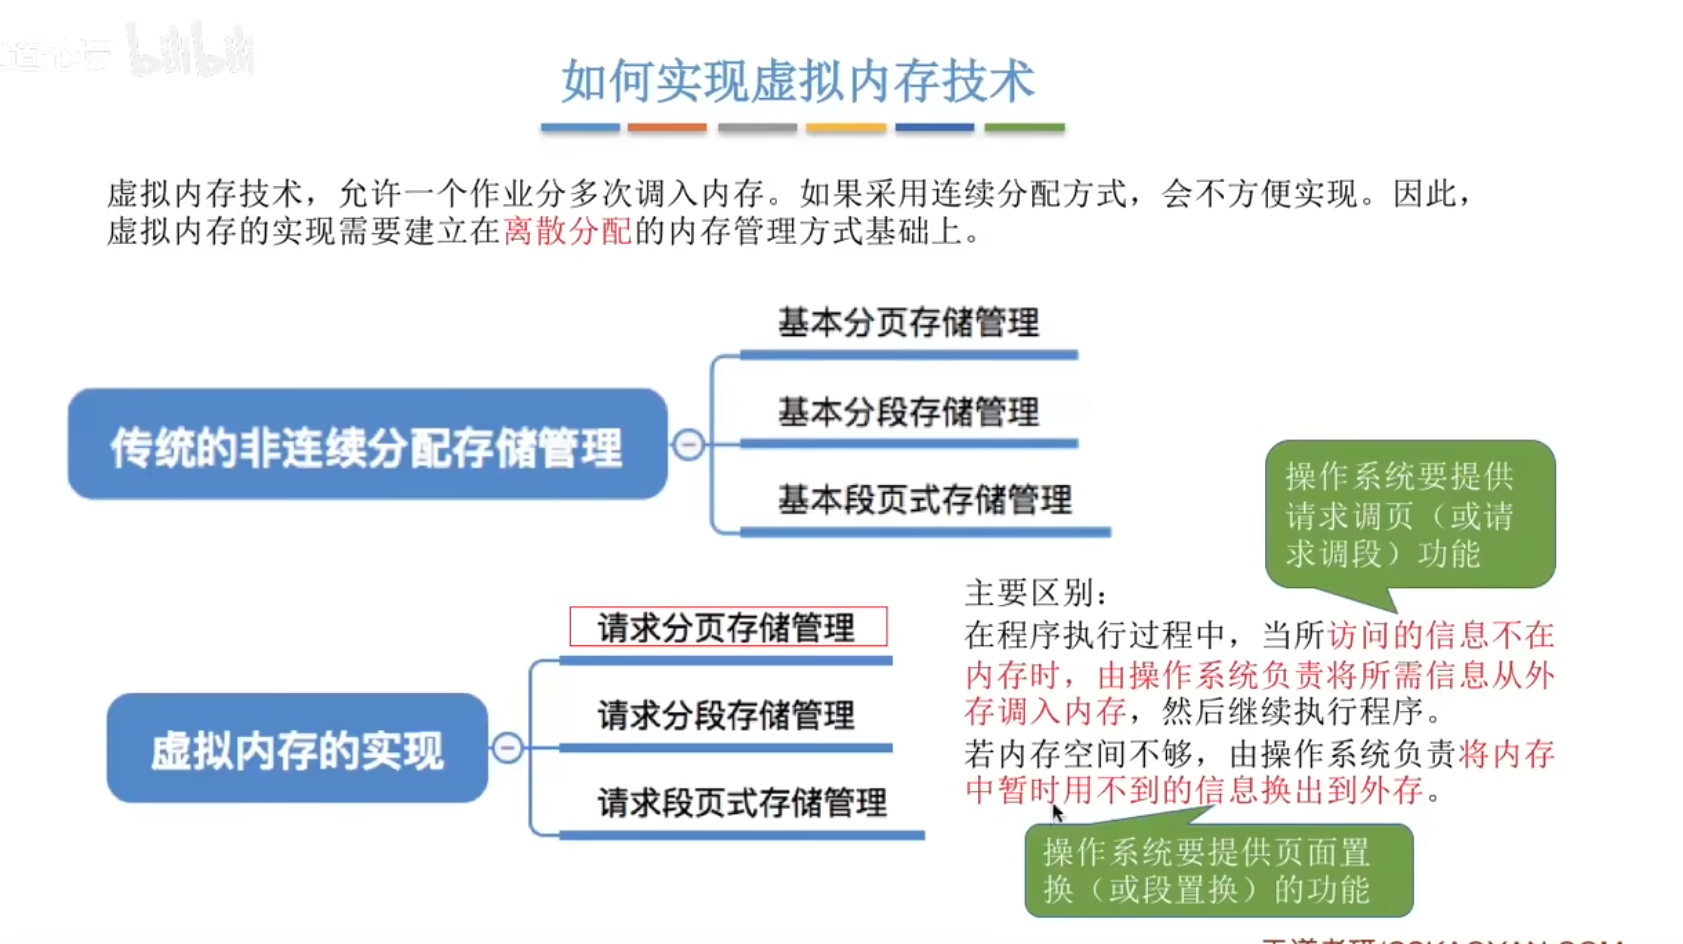 bilibili
如何实现虚拟内存技术
虚拟内存技术，允许一个作业分多次调入内存。如果采用连续分配方式，会不方便实现。因此，
虚拟内存的实现需要建立在离散分配的内存管理方式基础上。
基本分页存储管理
传统的非连续分配存储管理
基本分段存储管理
基本段页式存储管理
操作系统要提供
请求调页（或请
求调段）功能
请求分页存储管理
虚拟内存的实现
请求分段存储管理
请求段页式存储管理
主要区别：
在程序执行过程中，当所访问的信息不在
内存时，由操作系统负责将所需信息从外
存调入内存，然后继续执行程序。
若内存空间不够，由操作系统负责将内存
中暂时用不到的信息换出到外存。
操作系统要提供页面置
换（或段置换）的功能